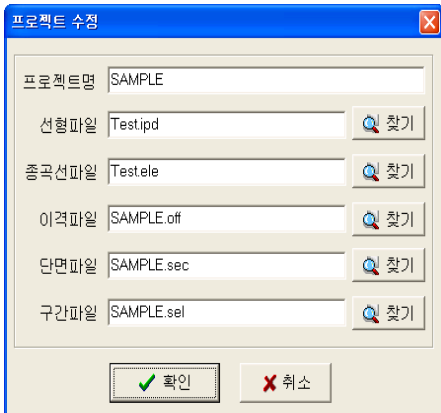 프로젝트 수정
프로젝트명 SAMPLE
선형파일 Test.ipd 찾기
종곡선파일 Test.ele 찾기
이격파일 SAMPLE.off 찾기
단면파일 SAMPLE.sec 찾기
구간파일 SAMPLE.sel 찾기
확인 취소